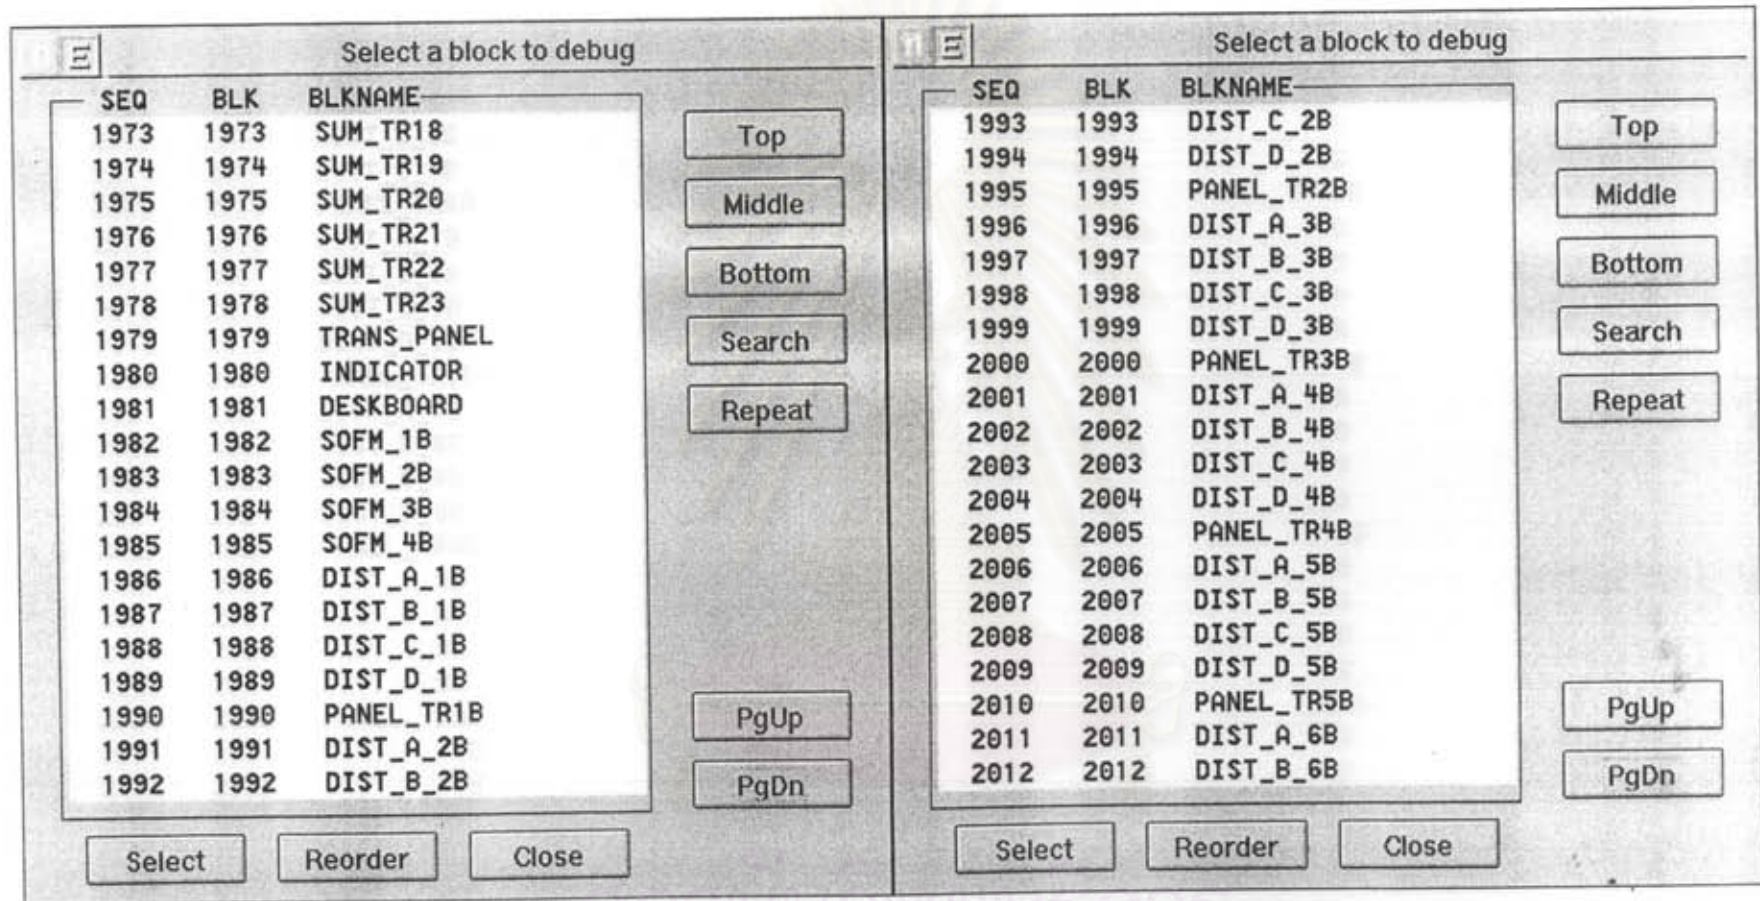 Select a block to debug
SEQ BLK BLKNAME
1973 1973 SUM_TR18
1974 1974 SUM_TR19
1975 1975 SUM_TR20
1976 1976 SUM_TR21
1977 1977 SUM_TR22
1978 1978 SUM_TR23
1979 1979 TRANS_PANEL
1980 1980 INDICATOR
1981 1981 DESKBOARD
1982 1982 SOFM_1B
1983 1983 SOFM_2B
1984 1984 SOFM_3B
1985 1985 SOFM_4B
1986 1986 DIST_A_1B
1987 1987 DIST_B_1B
1988 1988 DIST_C_1B
1989 1989 DIST_D_1B
1990 1990 PANEL_TR1B
1991 1991 DIST_A_2B
1992 1992 DIST_B_2B
Top
Middle
Bottom
Search
Repeat
PgUp
PgDn
Select Reorder Close
Select a block to debug
SEQ BLK BLKNAME
1993 1993 DIST_C_2B
1994 1994 DIST_D_2B
1995 1995 PANEL_TR2B
1996 1996 DIST_A_3B
1997 1997 DIST_B_3B
1998 1998 DIST_C_3B
1999 1999 DIST_D_3B
2000 2000 PANEL_TR3B
2001 2001 DIST_A_4B
2002 2002 DIST_B_4B
2003 2003 DIST_C_4B
2004 2004 DIST_D_4B
2005 2005 PANEL_TR4B
2006 2006 DIST_A_5B
2007 2007 DIST_B_5B
2008 2008 DIST_C_5B
2009 2009 DIST_D_5B
2010 2010 PANEL_TR5B
2011 2011 DIST_A_6B
2012 2012 DIST_B_6B
Top
Middle
Bottom
Search
Repeat
PgUp
PgDn
Select Reorder Close